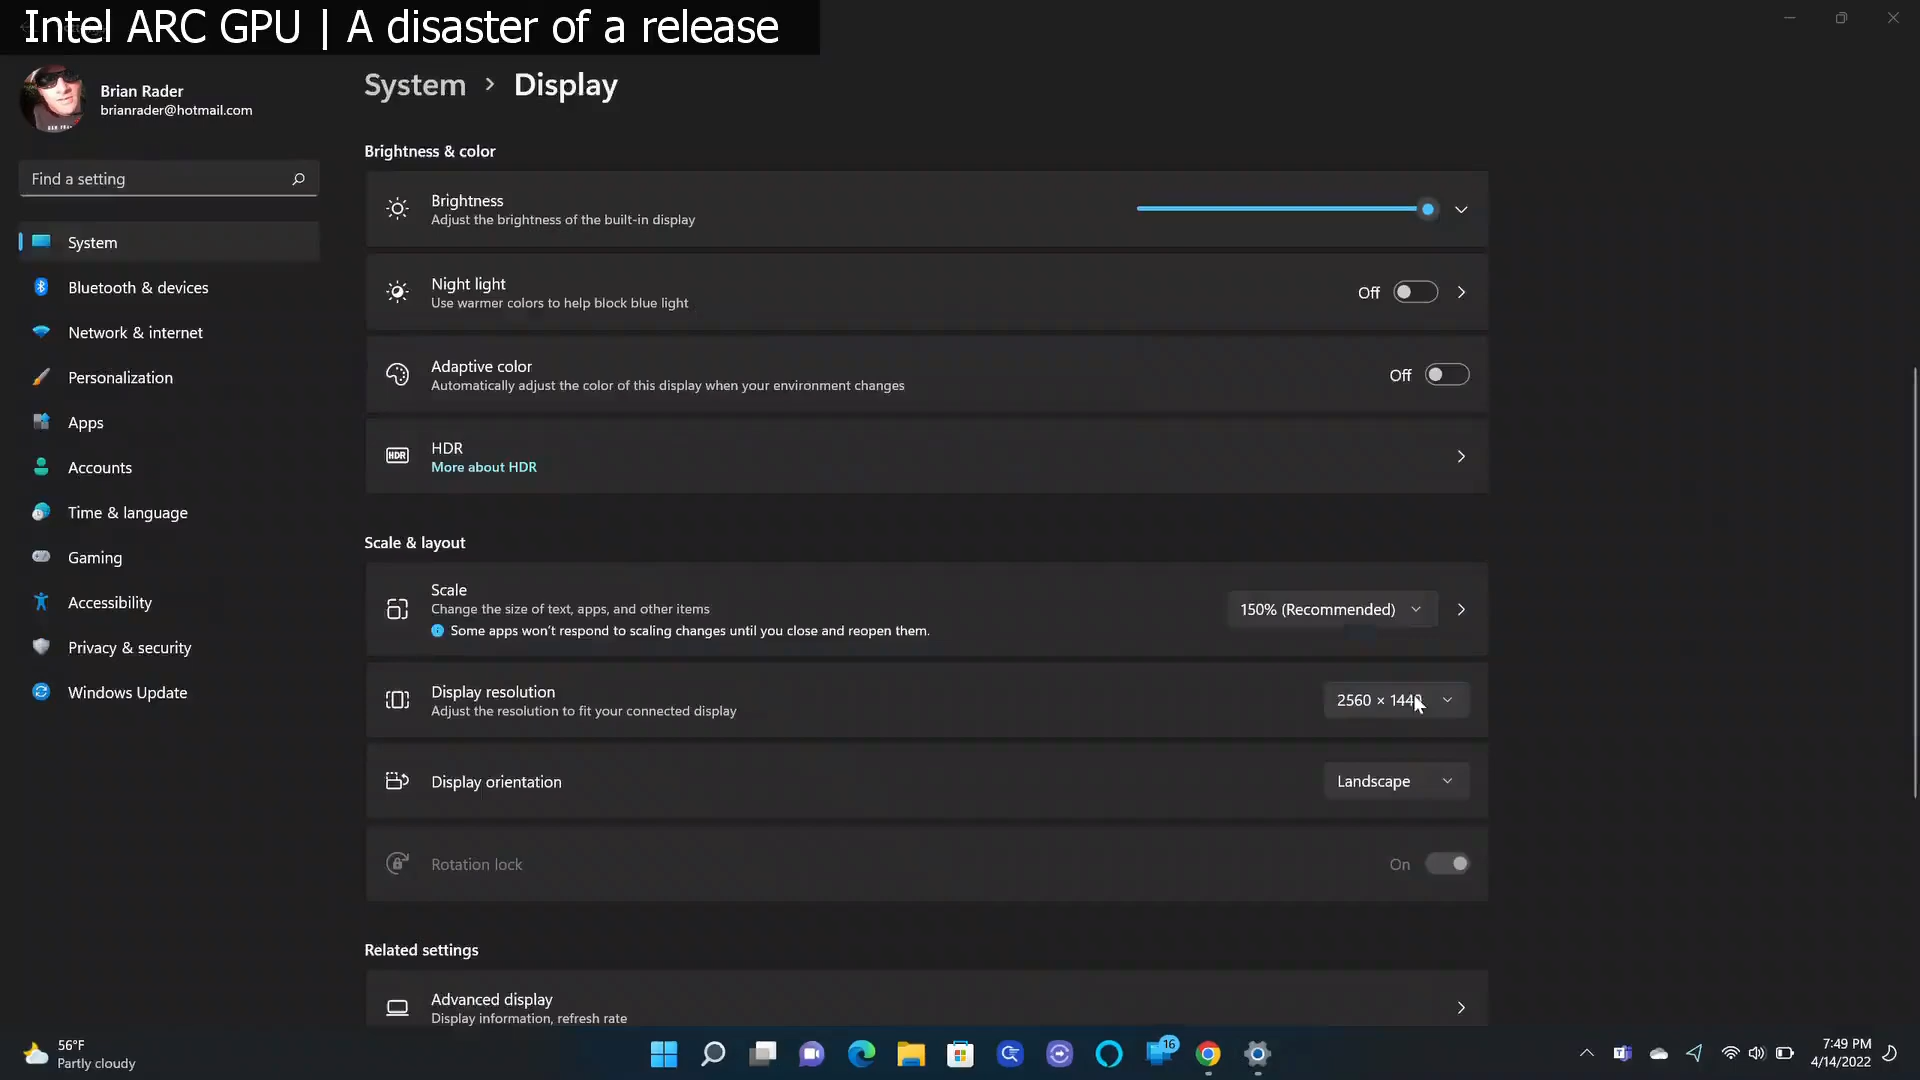 Intel ARC GPU | A disaster of a release
Brian Rader
brianrader@hotmail.com
System > Display
Find a setting
System
Bluetooth & devices
Network & internet
Personalization
Apps
Accounts
Time & language
Gaming
Accessibility
Privacy & security
Windows Update
Brightness & color
Brightness
Adjust the brightness of the built-in display
Night light
Use warmer colors to help block blue light
Off
Adaptive color
Automatically adjust the color of this display when your environment changes
Off
HDR
HDR
More about HDR
Scale & layout
Scale
Change the size of text, apps, and other items
Some apps won't respond to scaling changes until you close and reopen them.
150% (Recommended)
Display resolution
Adjust the resolution to fit your connected display
2560 × 1440
Display orientation
Landscape
Rotation lock
On
Related settings
Advanced display
Display information, refresh rate
56°F
Partly cloudy
16
7:49 PM
4/14/2022